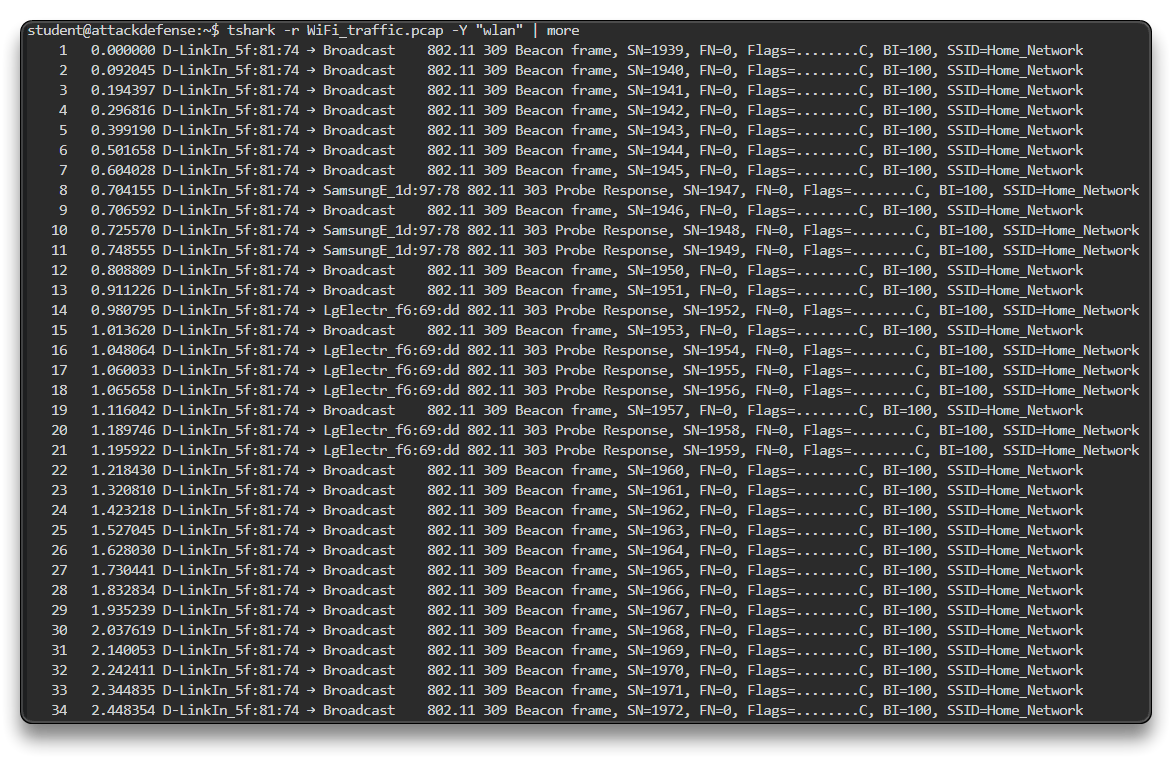 student@attackdefense:~$ tshark -r WiFi_traffic.pcap -Y "wlan" | more
1 0.000000 D-LinkIn_5f:81:74 → Broadcast 802.11 309 Beacon frame, SN=1939, FN=0, Flags=........C, BI=100, SSID=Home_Network
2 0.092045 D-LinkIn_5f:81:74 → Broadcast 802.11 309 Beacon frame, SN=1940, FN=0, Flags=........C, BI=100, SSID=Home_Network
3 0.194397 D-LinkIn_5f:81:74 → Broadcast 802.11 309 Beacon frame, SN=1941, FN=0, Flags=........C, BI=100, SSID=Home_Network
4 0.296816 D-LinkIn_5f:81:74 → Broadcast 802.11 309 Beacon frame, SN=1942, FN=0, Flags=........C, BI=100, SSID=Home_Network
5 0.399190 D-LinkIn_5f:81:74 → Broadcast 802.11 309 Beacon frame, SN=1943, FN=0, Flags=........C, BI=100, SSID=Home_Network
6 0.501658 D-LinkIn_5f:81:74 → Broadcast 802.11 309 Beacon frame, SN=1944, FN=0, Flags=........C, BI=100, SSID=Home_Network
7 0.604028 D-LinkIn_5f:81:74 → Broadcast 802.11 309 Beacon frame, SN=1945, FN=0, Flags=........C, BI=100, SSID=Home_Network
8 0.704155 D-LinkIn_5f:81:74 → SamsungE_1d:97:78 802.11 303 Probe Response, SN=1947, FN=0, Flags=........C, BI=100, SSID=Home_Network
9 0.706592 D-LinkIn_5f:81:74 → Broadcast 802.11 309 Beacon frame, SN=1946, FN=0, Flags=........C, BI=100, SSID=Home_Network
10 0.725570 D-LinkIn_5f:81:74 → SamsungE_1d:97:78 802.11 303 Probe Response, SN=1948, FN=0, Flags=........C, BI=100, SSID=Home_Network
11 0.748555 D-LinkIn_5f:81:74 → SamsungE_1d:97:78 802.11 303 Probe Response, SN=1949, FN=0, Flags=........C, BI=100, SSID=Home_Network
12 0.808809 D-LinkIn_5f:81:74 → Broadcast 802.11 309 Beacon frame, SN=1950, FN=0, Flags=........C, BI=100, SSID=Home_Network
13 0.911226 D-LinkIn_5f:81:74 → Broadcast 802.11 309 Beacon frame, SN=1951, FN=0, Flags=........C, BI=100, SSID=Home_Network
14 0.980795 D-LinkIn_5f:81:74 → LgElectr_f6:69:dd 802.11 303 Probe Response, SN=1952, FN=0, Flags=........C, BI=100, SSID=Home_Network
15 1.013620 D-LinkIn_5f:81:74 → Broadcast 802.11 309 Beacon frame, SN=1953, FN=0, Flags=........C, BI=100, SSID=Home_Network
16 1.048064 D-LinkIn_5f:81:74 → LgElectr_f6:69:dd 802.11 303 Probe Response, SN=1954, FN=0, Flags=........C, BI=100, SSID=Home_Network
17 1.060033 D-LinkIn_5f:81:74 → LgElectr_f6:69:dd 802.11 303 Probe Response, SN=1955, FN=0, Flags=........C, BI=100, SSID=Home_Network
18 1.065658 D-LinkIn_5f:81:74 → LgElectr_f6:69:dd 802.11 303 Probe Response, SN=1956, FN=0, Flags=........C, BI=100, SSID=Home_Network
19 1.116042 D-LinkIn_5f:81:74 → Broadcast 802.11 309 Beacon frame, SN=1957, FN=0, Flags=........C, BI=100, SSID=Home_Network
20 1.189746 D-LinkIn_5f:81:74 → LgElectr_f6:69:dd 802.11 303 Probe Response, SN=1958, FN=0, Flags=........C, BI=100, SSID=Home_Network
21 1.195922 D-LinkIn_5f:81:74 → LgElectr_f6:69:dd 802.11 303 Probe Response, SN=1959, FN=0, Flags=........C, BI=100, SSID=Home_Network
22 1.218430 D-LinkIn_5f:81:74 → Broadcast 802.11 309 Beacon frame, SN=1960, FN=0, Flags=........C, BI=100, SSID=Home_Network
23 1.320810 D-LinkIn_5f:81:74 → Broadcast 802.11 309 Beacon frame, SN=1961, FN=0, Flags=........C, BI=100, SSID=Home_Network
24 1.423218 D-LinkIn_5f:81:74 → Broadcast 802.11 309 Beacon frame, SN=1962, FN=0, Flags=........C, BI=100, SSID=Home_Network
25 1.527045 D-LinkIn_5f:81:74 → Broadcast 802.11 309 Beacon frame, SN=1963, FN=0, Flags=........C, BI=100, SSID=Home_Network
26 1.628030 D-LinkIn_5f:81:74 → Broadcast 802.11 309 Beacon frame, SN=1964, FN=0, Flags=........C, BI=100, SSID=Home_Network
27 1.730441 D-LinkIn_5f:81:74 → Broadcast 802.11 309 Beacon frame, SN=1965, FN=0, Flags=........C, BI=100, SSID=Home_Network
28 1.832834 D-LinkIn_5f:81:74 → Broadcast 802.11 309 Beacon frame, SN=1966, FN=0, Flags=........C, BI=100, SSID=Home_Network
29 1.935239 D-LinkIn_5f:81:74 → Broadcast 802.11 309 Beacon frame, SN=1967, FN=0, Flags=........C, BI=100, SSID=Home_Network
30 2.037619 D-LinkIn_5f:81:74 → Broadcast 802.11 309 Beacon frame, SN=1968, FN=0, Flags=........C, BI=100, SSID=Home_Network
31 2.140053 D-LinkIn_5f:81:74 → Broadcast 802.11 309 Beacon frame, SN=1969, FN=0, Flags=........C, BI=100, SSID=Home_Network
32 2.242411 D-LinkIn_5f:81:74 → Broadcast 802.11 309 Beacon frame, SN=1970, FN=0, Flags=........C, BI=100, SSID=Home_Network
33 2.344835 D-LinkIn_5f:81:74 → Broadcast 802.11 309 Beacon frame, SN=1971, FN=0, Flags=........C, BI=100, SSID=Home_Network
34 2.448354 D-LinkIn_5f:81:74 → Broadcast 802.11 309 Beacon frame, SN=1972, FN=0, Flags=........C, BI=100, SSID=Home_Network